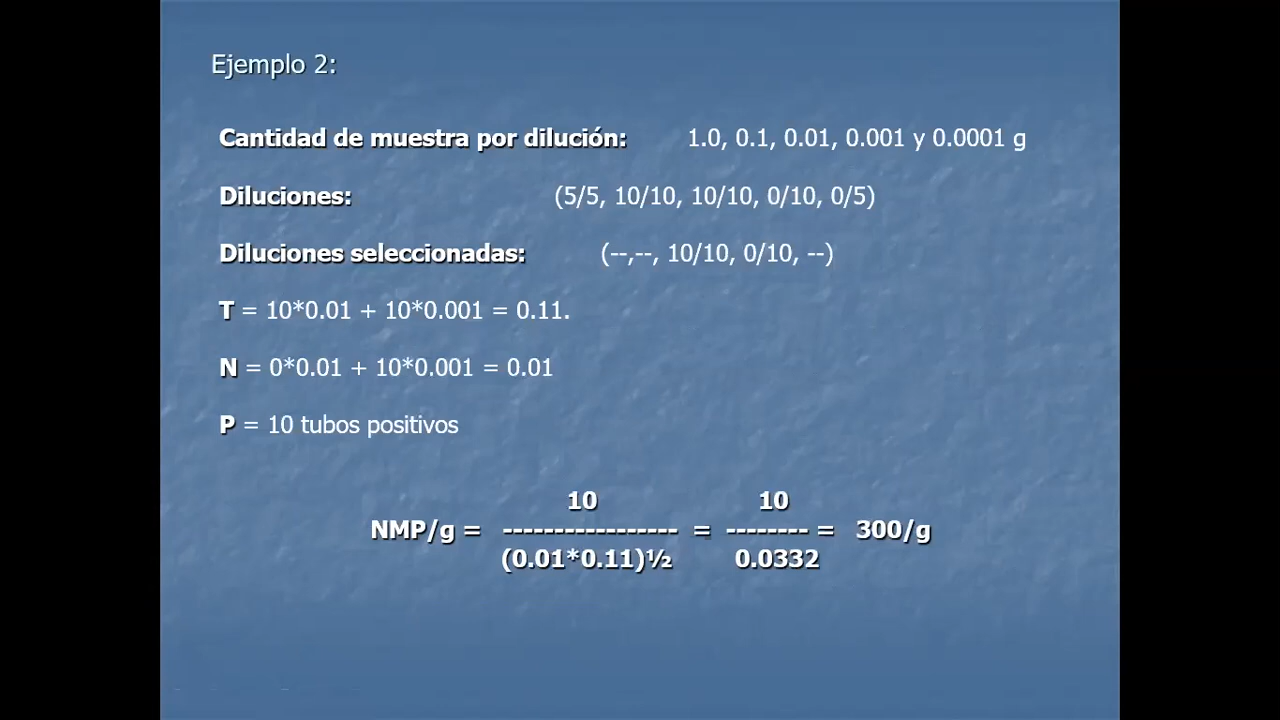 Ejemplo 2:
Cantidad de muestra por dilución: 1.0, 0.1, 0.01, 0.001 y 0.0001 g
Diluciones: (5/5, 10/10, 10/10, 0/10, 0/5)
Diluciones seleccionadas: (--,--, 10/10, 0/10, --)
T = 10*0.01 + 10*0.001 = 0.11.
N = 0*0.01 + 10*0.001 = 0.01
P = 10 tubos positivos
10 10
NMP/g = ----------------- = -------- = 300/g
(0.01*0.11)½ 0.0332